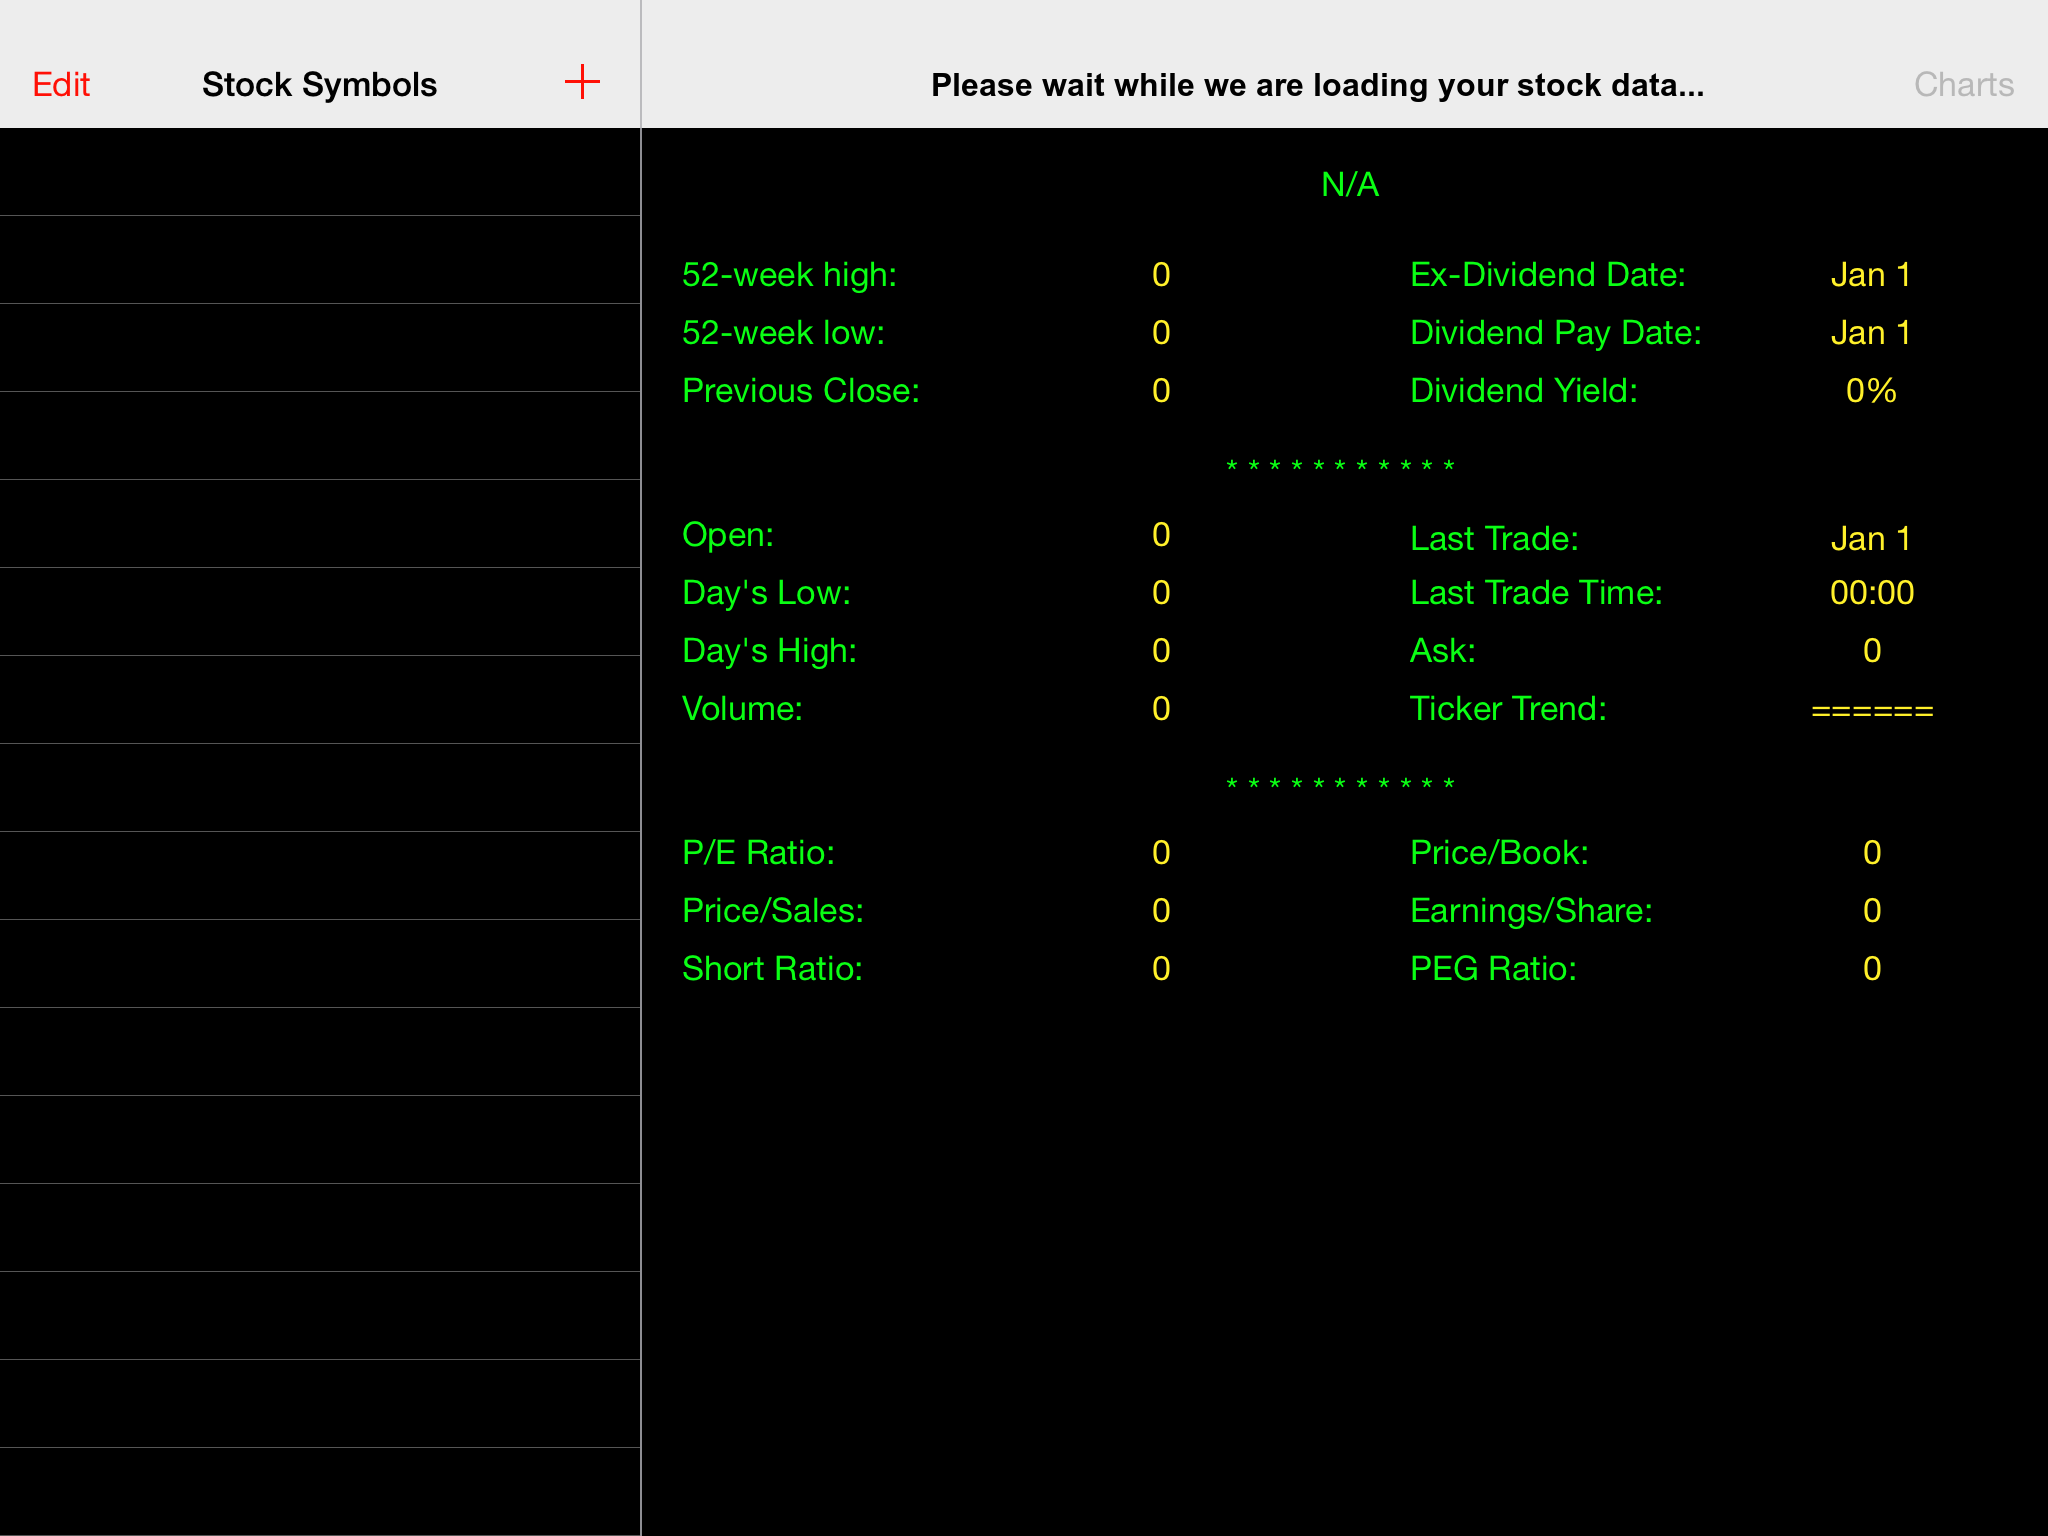 Edit Stock Symbols +
Please wait while we are loading your stock data... Charts
N/A
52-week high: 0 Ex-Dividend Date: Jan 1
52-week low: 0 Dividend Pay Date: Jan 1
Previous Close: 0 Dividend Yield: 0%
* * * * * * * * * * *
Open: 0 Last Trade: Jan 1
Day's Low: 0 Last Trade Time: 00:00
Day's High: 0 Ask: 0
Volume: 0 Ticker Trend: ======
* * * * * * * * * * *
P/E Ratio: 0 Price/Book: 0
Price/Sales: 0 Earnings/Share: 0
Short Ratio: 0 PEG Ratio: 0